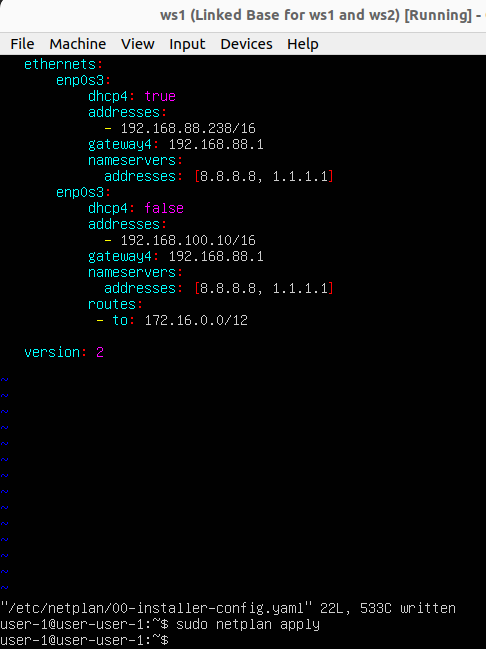 ws1 (Linked Base for ws1 and ws2) [Running] -
File Machine View Input Devices Help
ethernets:
    enp0s3:
        dhcp4: true
        addresses:
          - 192.168.88.238/16
        gateway4: 192.168.88.1
        nameservers:
          addresses: [8.8.8.8, 1.1.1.1]
    enp0s3:
        dhcp4: false
        addresses:
          - 192.168.100.10/16
        gateway4: 192.168.88.1
        nameservers:
          addresses: [8.8.8.8, 1.1.1.1]
        routes:
         - to: 172.16.0.0/12
version: 2
~
~
~
~
~
~
~
~
~
~
~
~
~
~
"/etc/netplan/00-installer-config.yaml" 22L, 533C written
user-1@user-user-1:~$ sudo netplan apply
user-1@user-user-1:~$